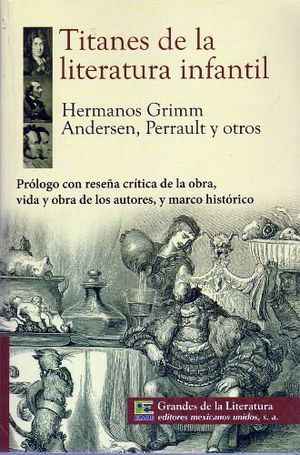 Titanes de la
literatura infantil
Hermanos Grimm
Andersen, Perrault y otros
Prólogo con reseña crítica de la obra,
vida y obra de los autores, y marco histórico
Grandes de la Literatura
editores mexicanos unidos, s. a.